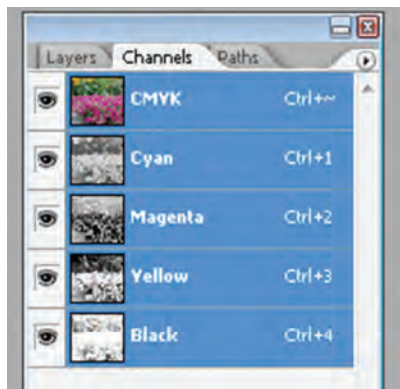 Layers Channels Paths
CMYK Ctrl+~
Cyan Ctrl+1
Magenta Ctrl+2
Yellow Ctrl+3
Black Ctrl+4